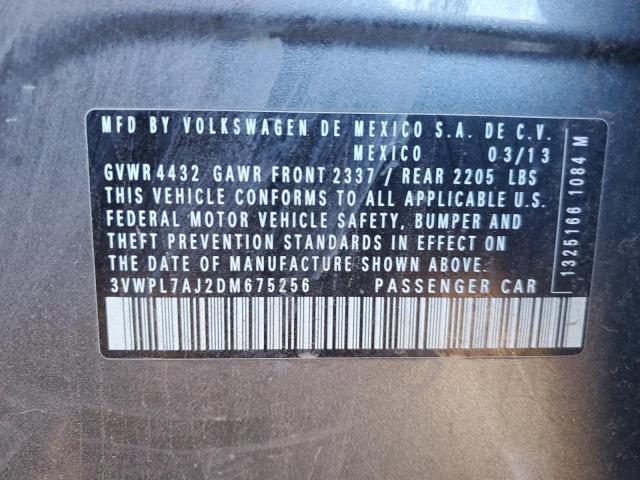 MFD BY VOLKSWAGEN DE MEXICO S.A. DE C.V.
MEXICO 03/13
GVWR 4432 GAWR FRONT 2337 / REAR 2205 LBS
THIS VEHICLE CONFORMS TO ALL APPLICABLE U.S.
FEDERAL MOTOR VEHICLE SAFETY, BUMPER AND
THEFT PREVENTION STANDARDS IN EFFECT ON
THE DATE OF MANUFACTURE SHOWN ABOVE.
3VWPL7AJ2DM675256 PASSENGER CAR
1325166 1084 M